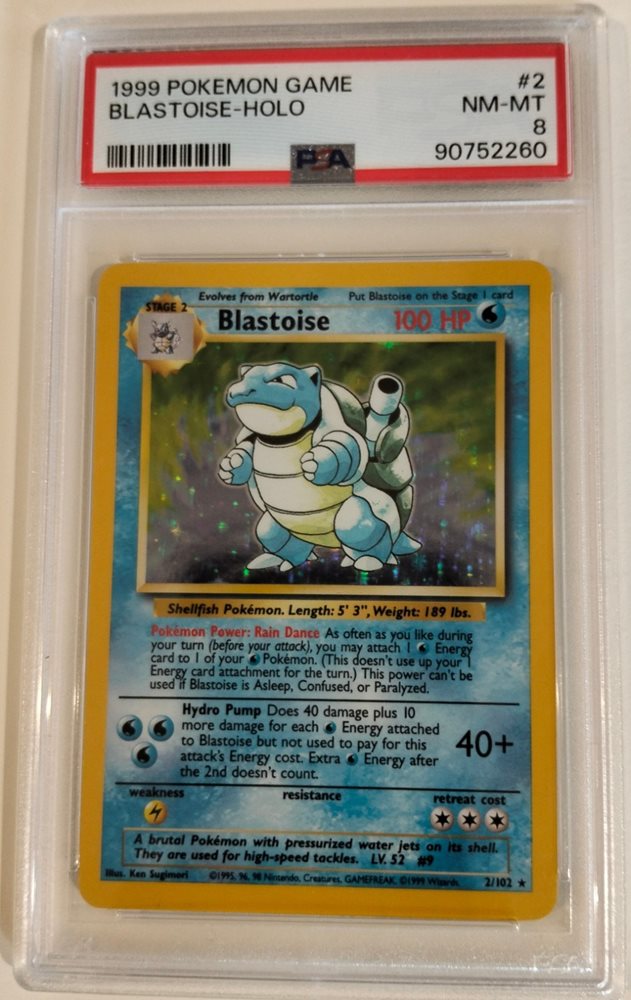 1999 POKEMON GAME #2
BLASTOISE-HOLO NM-MT
8
PSA 90752260
Evolves from Wartortle Put Blastoise on the Stage 1 card
STAGE 2
Blastoise 100 HP
Shellfish Pokémon. Length: 5' 3", Weight: 189 lbs.
Pokémon Power: Rain Dance As often as you like during
your turn (before your attack), you may attach 1 Energy
card to 1 of your Pokémon. (This doesn't use up your 1
Energy card attachment for the turn.) This power can't be
used if Blastoise is Asleep, Confused, or Paralyzed.
Hydro Pump Does 40 damage plus 10
more damage for each Energy attached
to Blastoise but not used to pay for this
attack's Energy cost. Extra Energy after
the 2nd doesn't count.
40+
weakness resistance retreat cost
A brutal Pokémon with pressurized water jets on its shell.
They are used for high-speed tackles. LV. 52 #9
Illus. Ken Sugimori ©1995, 96, 98 Nintendo, Creatures, GAMEFREAK. ©1999 Wizards. 2/102 ★
PSA